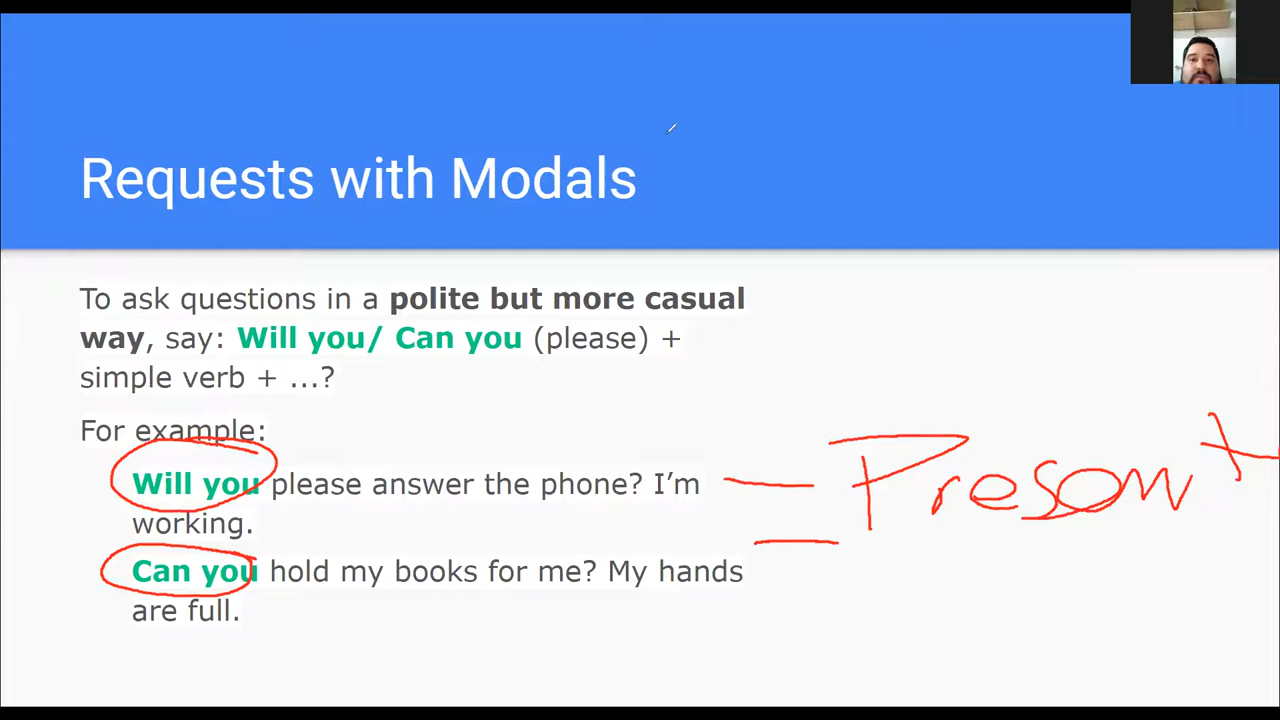 Requests with Modals
To ask questions in a polite but more casual
way, say: Will you/ Can you (please) +
simple verb + ...?
For example:
Will you please answer the phone? I’m
working.
Present
Can you hold my books for me? My hands
are full.